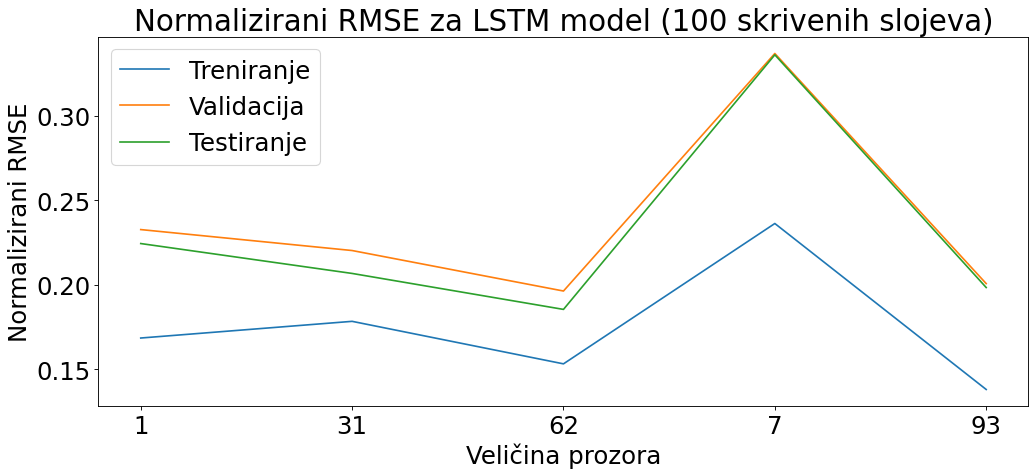 Normalizirani RMSE za LSTM model (100 skrivenih slojeva)
Treniranje
Validacija
Testiranje
Normalizirani RMSE
0.30
0.25
0.20
0.15
1 31 62 7 93
Veličina prozora